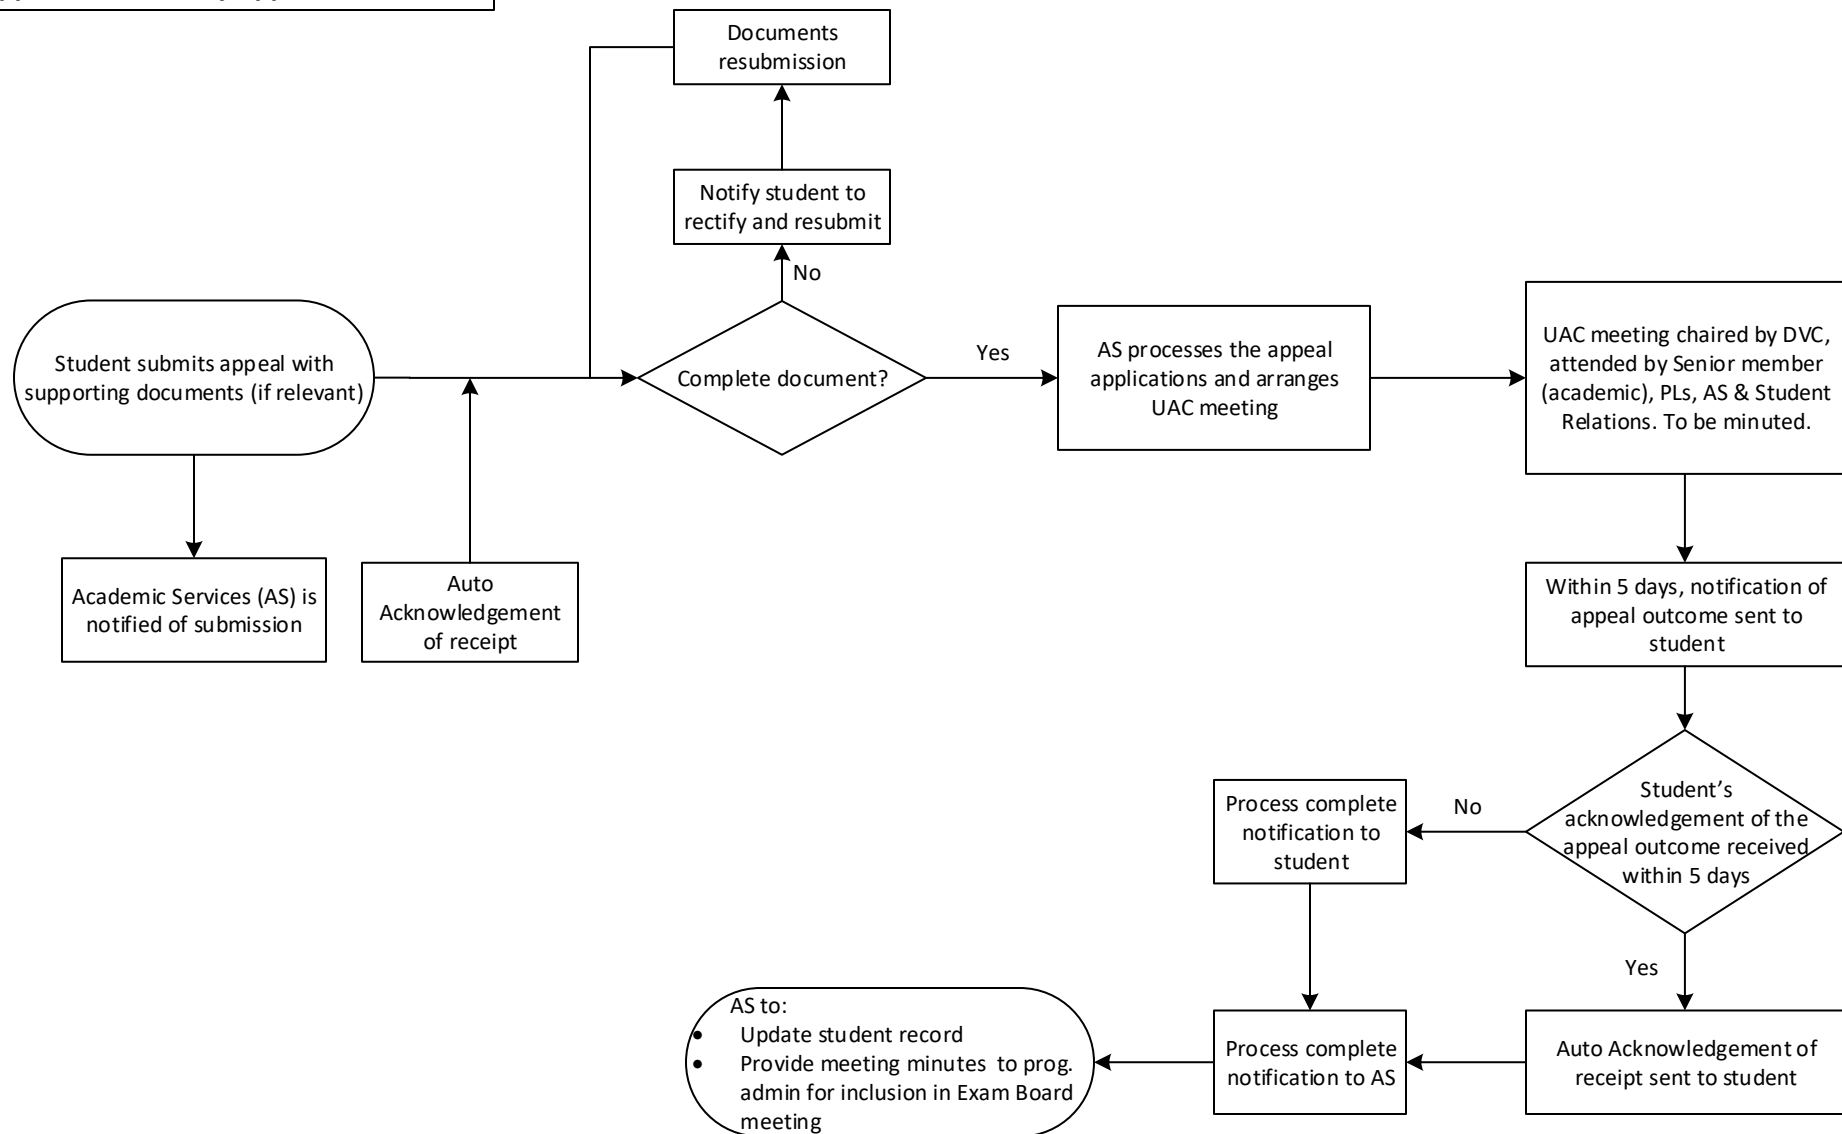 Documents
resubmission
Notify student to
rectify and resubmit
No
Student submits appeal with
supporting documents (if relevant)
Complete document?
Yes
AS processes the appeal
applications and arranges
UAC meeting
UAC meeting chaired by DVC,
attended by Senior member
(academic), PLs, AS & Student
Relations. To be minuted.
Academic Services (AS) is
notified of submission
Auto
Acknowledgement
of receipt
Within 5 days, notification of
appeal outcome sent to
student
Student's
acknowledgement of the
appeal outcome received
within 5 days
No
Process complete
notification to
student
Yes
Auto Acknowledgement of
receipt sent to student
Process complete
notification to AS
AS to:
• Update student record
• Provide meeting minutes to prog.
admin for inclusion in Exam Board
meeting